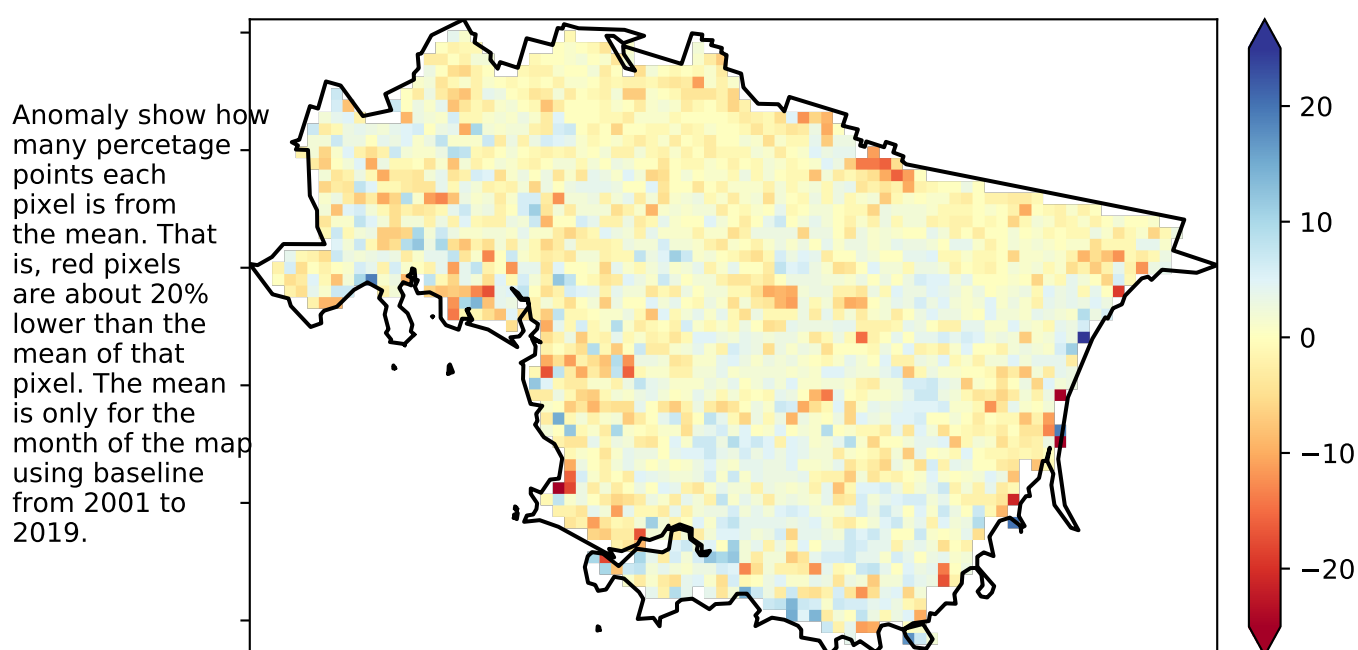 Anomaly show how
many percetage
points each
pixel is from
the mean. That
is, red pixels
are about 20%
lower than the
mean of that
pixel. The mean
is only for the
month of the map
using baseline
from 2001 to
2019.
20
10
0
−10
−20